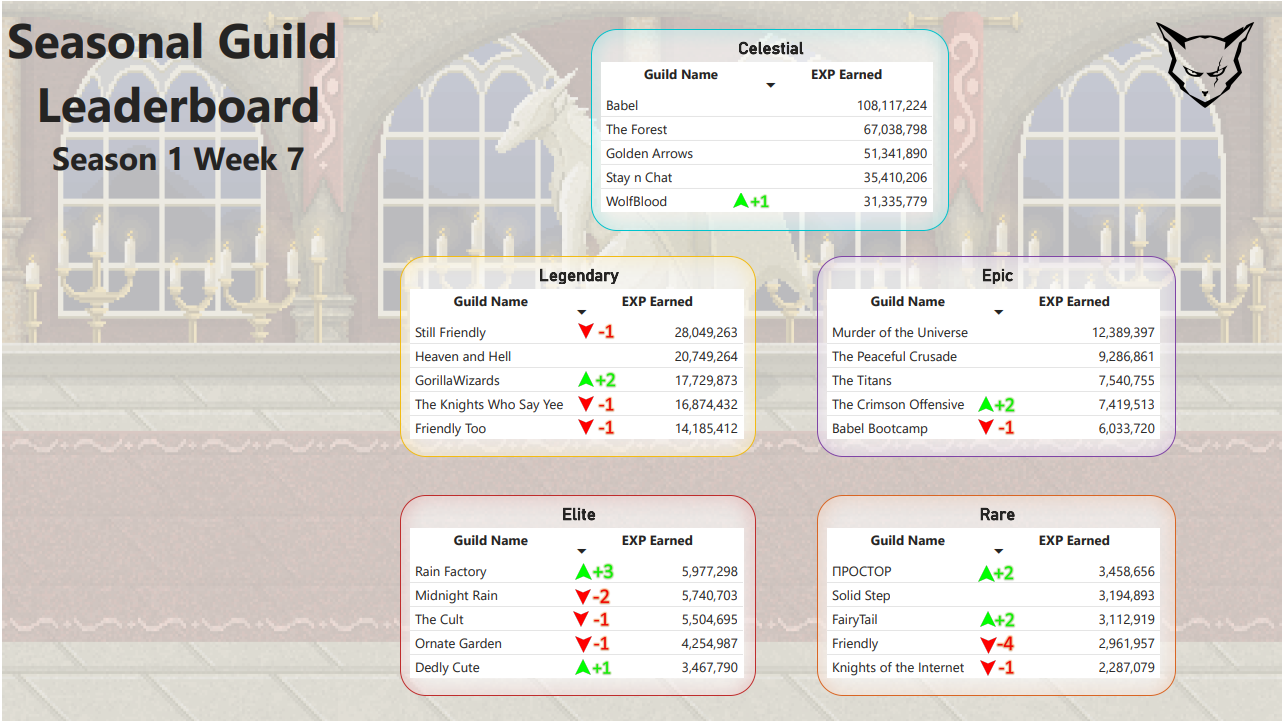 Seasonal Guild
Leaderboard
Season 1 Week 7
Celestial
Guild Name EXP Earned
Babel 108,117,224
The Forest 67,038,798
Golden Arrows 51,341,890
Stay n Chat 35,410,206
WolfBlood +1 31,335,779
Legendary
Guild Name EXP Earned
Still Friendly -1 28,049,263
Heaven and Hell 20,749,264
GorillaWizards +2 17,729,873
The Knights Who Say Yee -1 16,874,432
Friendly Too -1 14,185,412
Epic
Guild Name EXP Earned
Murder of the Universe 12,389,397
The Peaceful Crusade 9,286,861
The Titans 7,540,755
The Crimson Offensive +2 7,419,513
Babel Bootcamp -1 6,033,720
Elite
Guild Name EXP Earned
Rain Factory +3 5,977,298
Midnight Rain -2 5,740,703
The Cult -1 5,504,695
Ornate Garden -1 4,254,987
Dedly Cute +1 3,467,790
Rare
Guild Name EXP Earned
ПРОСТОР +2 3,458,656
Solid Step 3,194,893
FairyTail +2 3,112,919
Friendly -4 2,961,957
Knights of the Internet -1 2,287,079